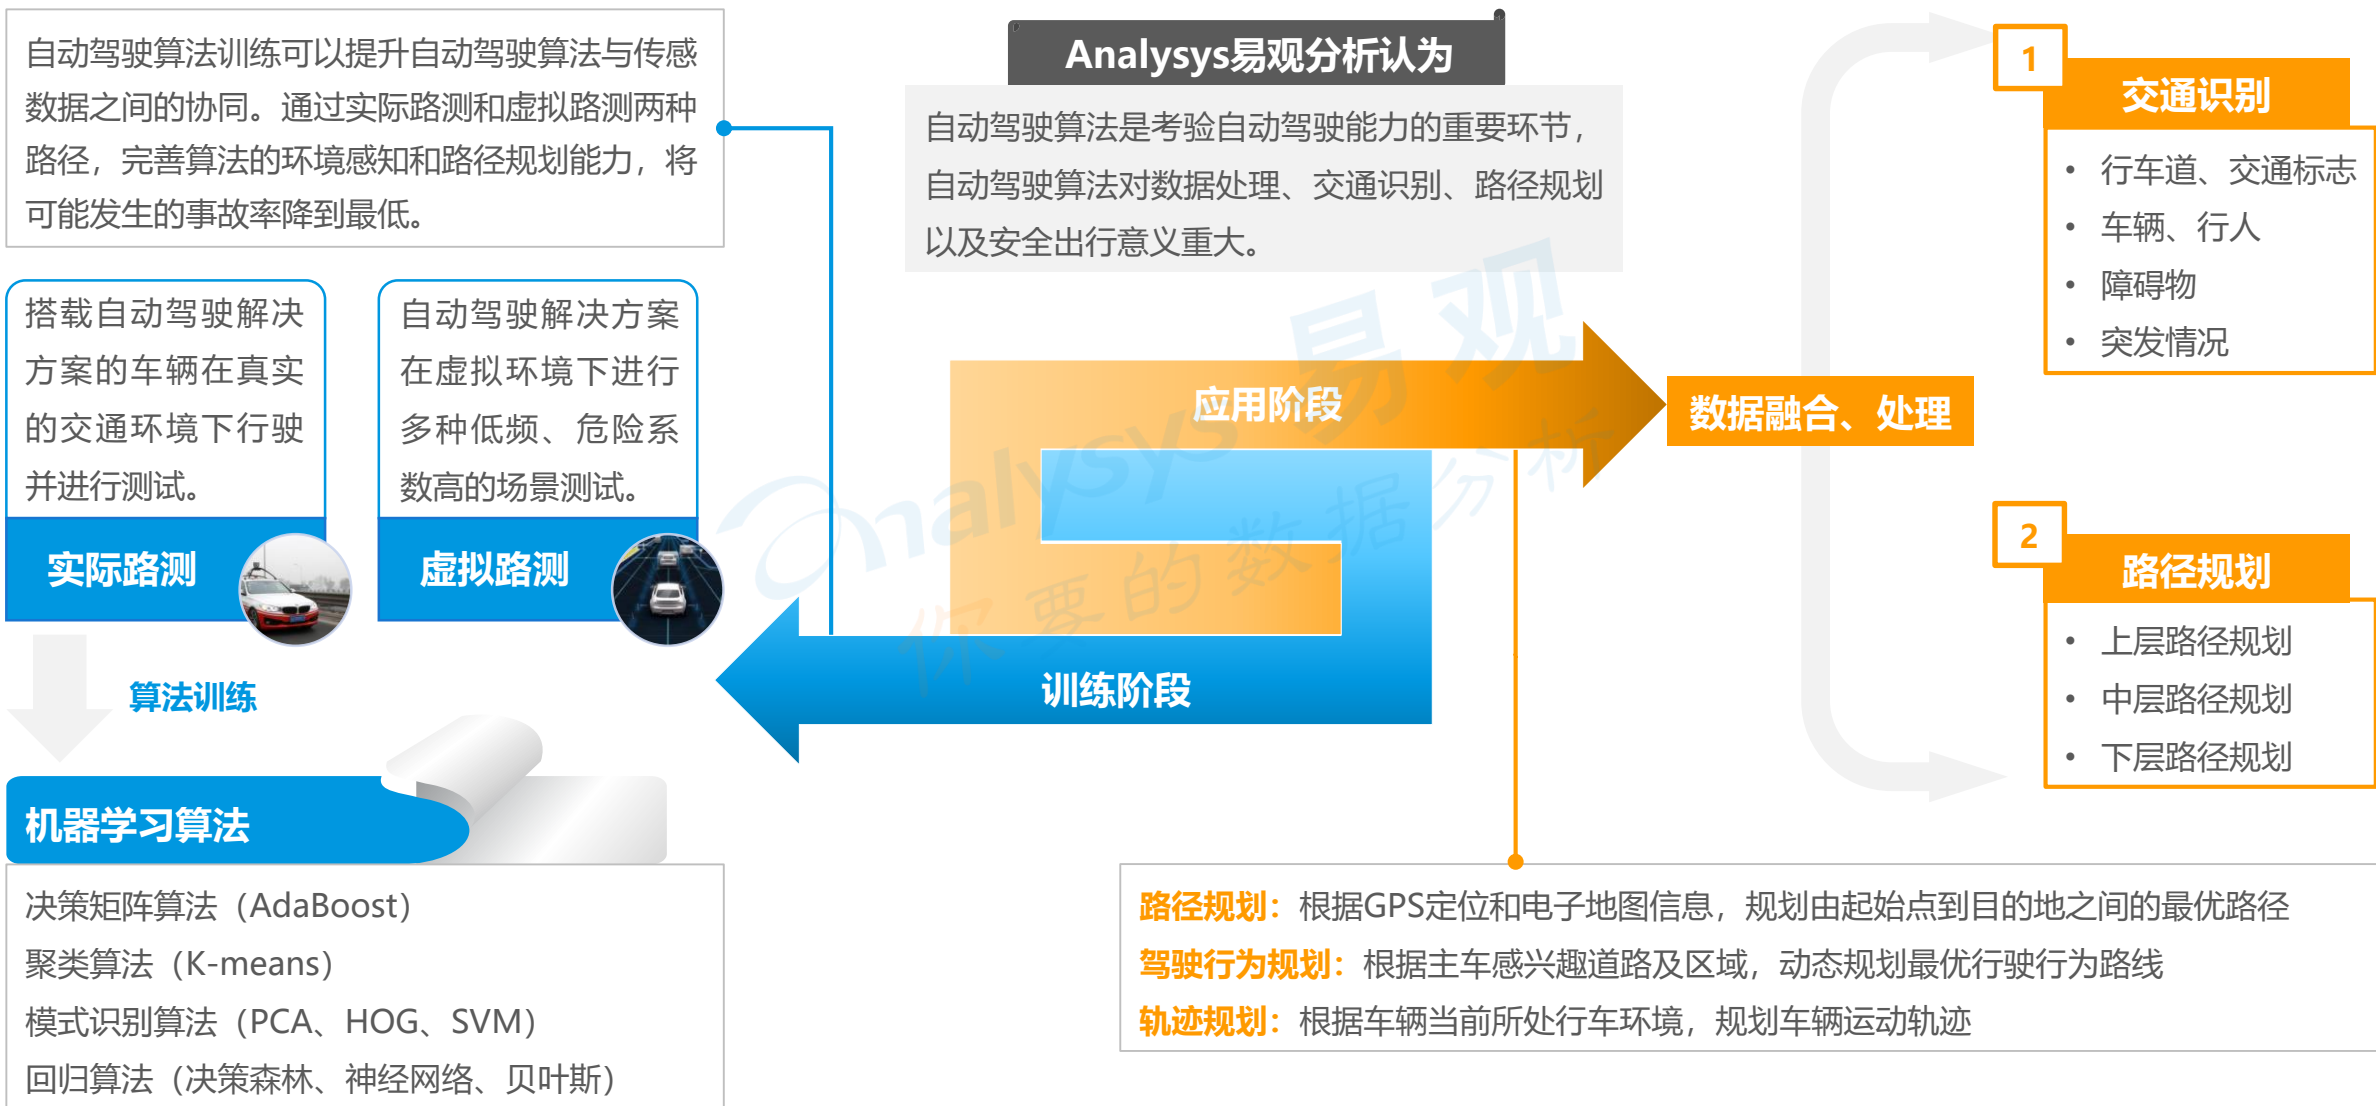 自动驾驶算法训练可以提升自动驾驶算法与传感
数据之间的协同。通过实际路测和虚拟路测两种
路径，完善算法的环境感知和路径规划能力，将
可能发生的事故率降到最低。
搭载自动驾驶解决
方案的车辆在真实
的交通环境下行驶
并进行测试。
实际路测
自动驾驶解决方案
在虚拟环境下进行
多种低频、危险系
数高的场景测试。
虚拟路测
算法训练
机器学习算法
决策矩阵算法（AdaBoost）
聚类算法（K-means）
模式识别算法（PCA、HOG、SVM）
回归算法（决策森林、神经网络、贝叶斯）
Analysys易观分析认为
自动驾驶算法是考验自动驾驶能力的重要环节，
自动驾驶算法对数据处理、交通识别、路径规划
以及安全出行意义重大。
应用阶段
训练阶段
Analysys 易观
你要的数据分析
数据融合、处理
1
交通识别
• 行车道、交通标志
• 车辆、行人
• 障碍物
• 突发情况
2
路径规划
• 上层路径规划
• 中层路径规划
• 下层路径规划
路径规划：根据GPS定位和电子地图信息，规划由起始点到目的地之间的最优路径
驾驶行为规划：根据主车感兴趣道路及区域，动态规划最优行驶行为路线
轨迹规划：根据车辆当前所处行车环境，规划车辆运动轨迹